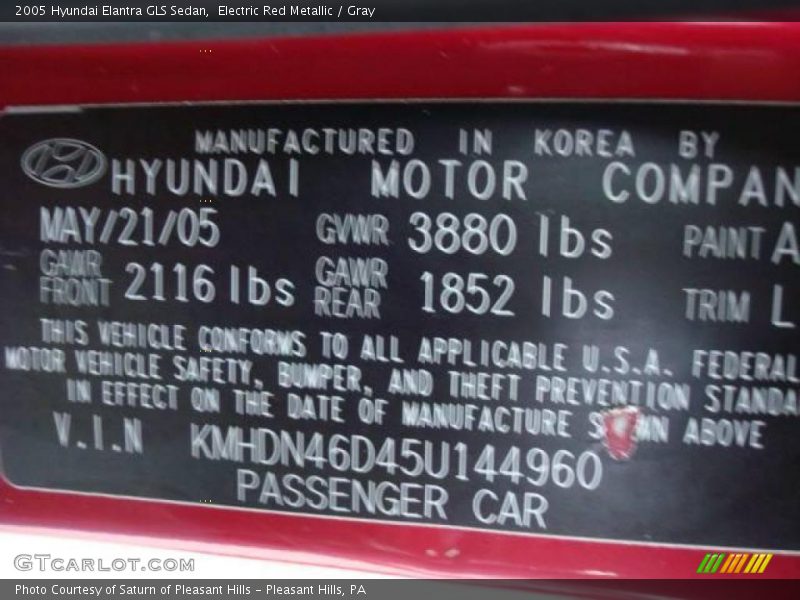 2005 Hyundai Elantra GLS Sedan,  Electric Red Metallic / Gray
MANUFACTURED IN KOREA BY
HYUNDAI MOTOR COMPAN
MAY/21/05 GVWR 3880 lbs PAINT A
GAWR FRONT 2116 lbs GAWR REAR 1852 lbs TRIM L
THIS VEHICLE CONFORMS TO ALL APPLICABLE U.S.A. FEDERAL
MOTOR VEHICLE SAFETY, BUMPER, AND THEFT PREVENTION STANDA
IN EFFECT ON THE DATE OF MANUFACTURE S WN ABOVE
V.I.N KMHDN46D45U144960
PASSENGER CAR
GTCARLOT.COM
Photo Courtesy of Saturn of Pleasant Hills - Pleasant Hills, PA